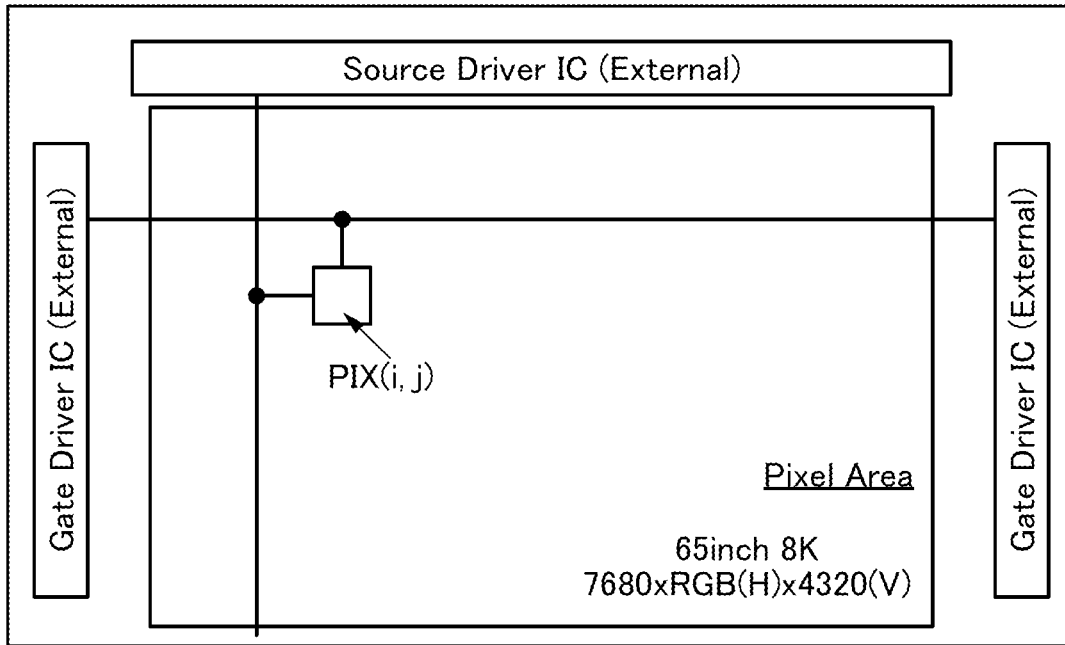 Source Driver IC (External)
Gate Driver IC (External)
Gate Driver IC (External)
PIX(i, j)
Pixel Area
65inch 8K
7680xRGB(H)x4320(V)